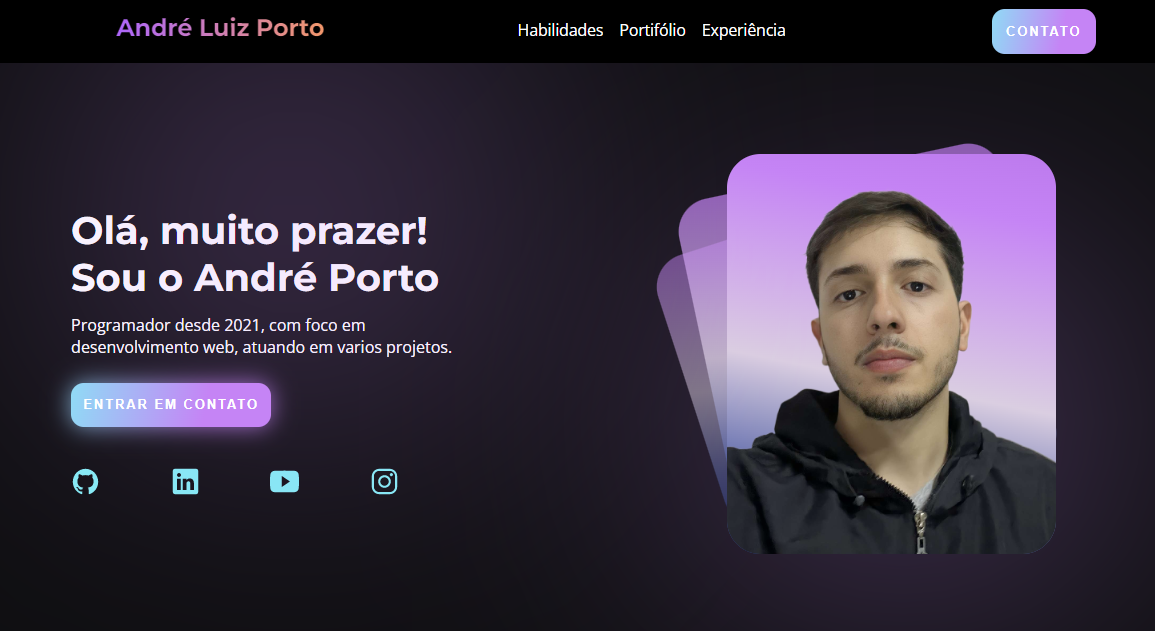 André Luiz Porto
Habilidades Portifólio Experiência
CONTATO
Olá, muito prazer!
Sou o André Porto
Programador desde 2021, com foco em
desenvolvimento web, atuando em varios projetos.
ENTRAR EM CONTATO
in